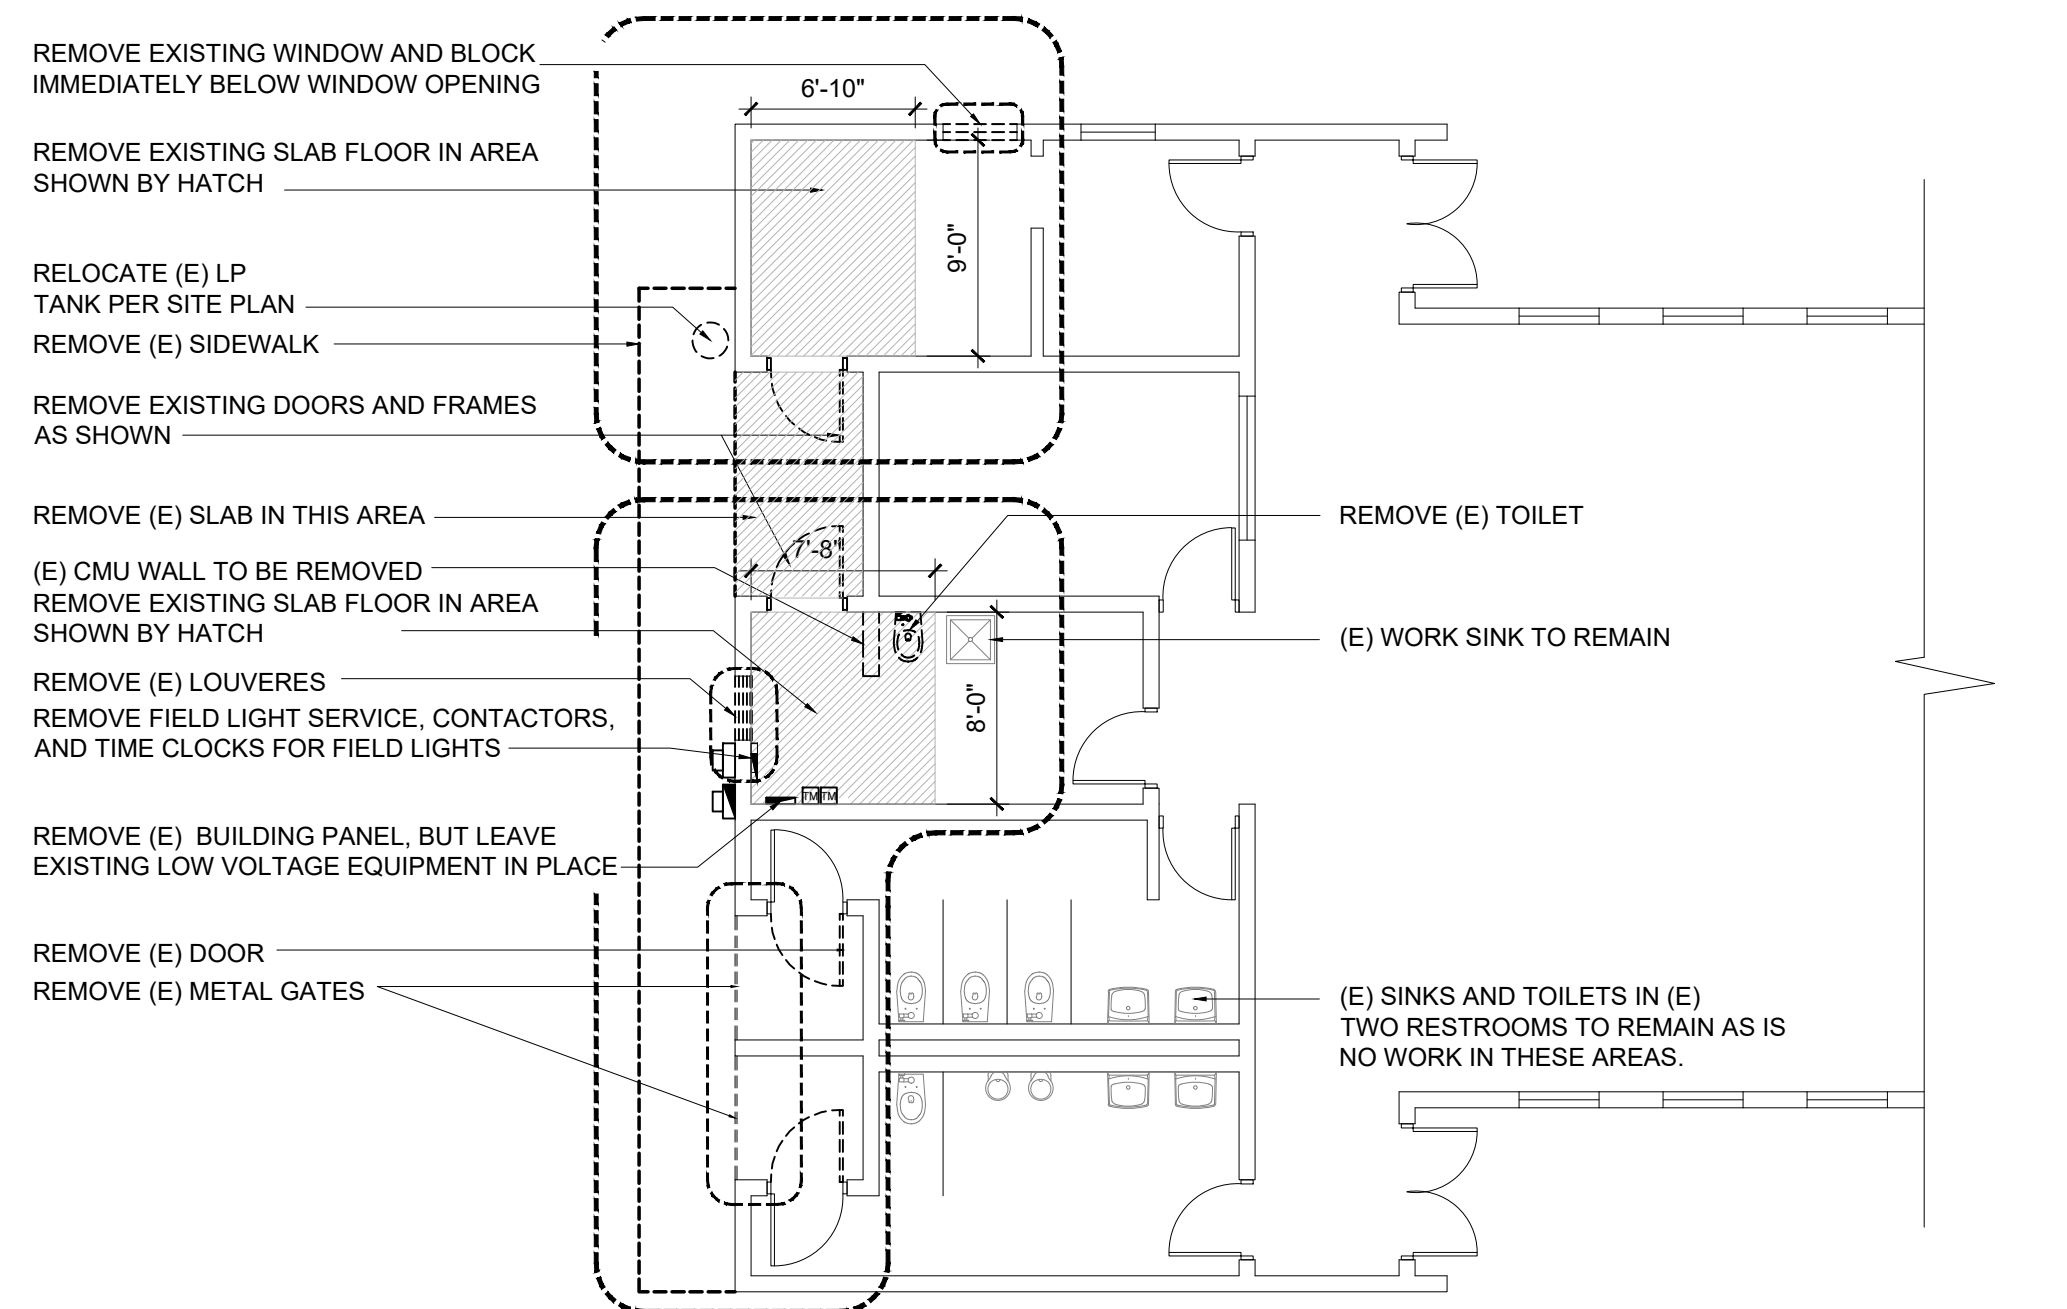 REMOVE EXISTING WINDOW AND BLOCK
IMMEDIATELY BELOW WINDOW OPENING
6'-10"
REMOVE EXISTING SLAB FLOOR IN AREA
SHOWN BY HATCH
9'-0"
RELOCATE (E) LP
TANK PER SITE PLAN
REMOVE (E) SIDEWALK
REMOVE EXISTING DOORS AND FRAMES
AS SHOWN
REMOVE (E) SLAB IN THIS AREA
REMOVE (E) TOILET
7'-8"
(E) CMU WALL TO BE REMOVED
REMOVE EXISTING SLAB FLOOR IN AREA
SHOWN BY HATCH
(E) WORK SINK TO REMAIN
REMOVE (E) LOUVERES
8'-0"
REMOVE FIELD LIGHT SERVICE, CONTACTORS,
AND TIME CLOCKS FOR FIELD LIGHTS
TM TM
REMOVE (E) BUILDING PANEL, BUT LEAVE
EXISTING LOW VOLTAGE EQUIPMENT IN PLACE
REMOVE (E) DOOR
REMOVE (E) METAL GATES
(E) SINKS AND TOILETS IN (E)
TWO RESTROOMS TO REMAIN AS IS
NO WORK IN THESE AREAS.